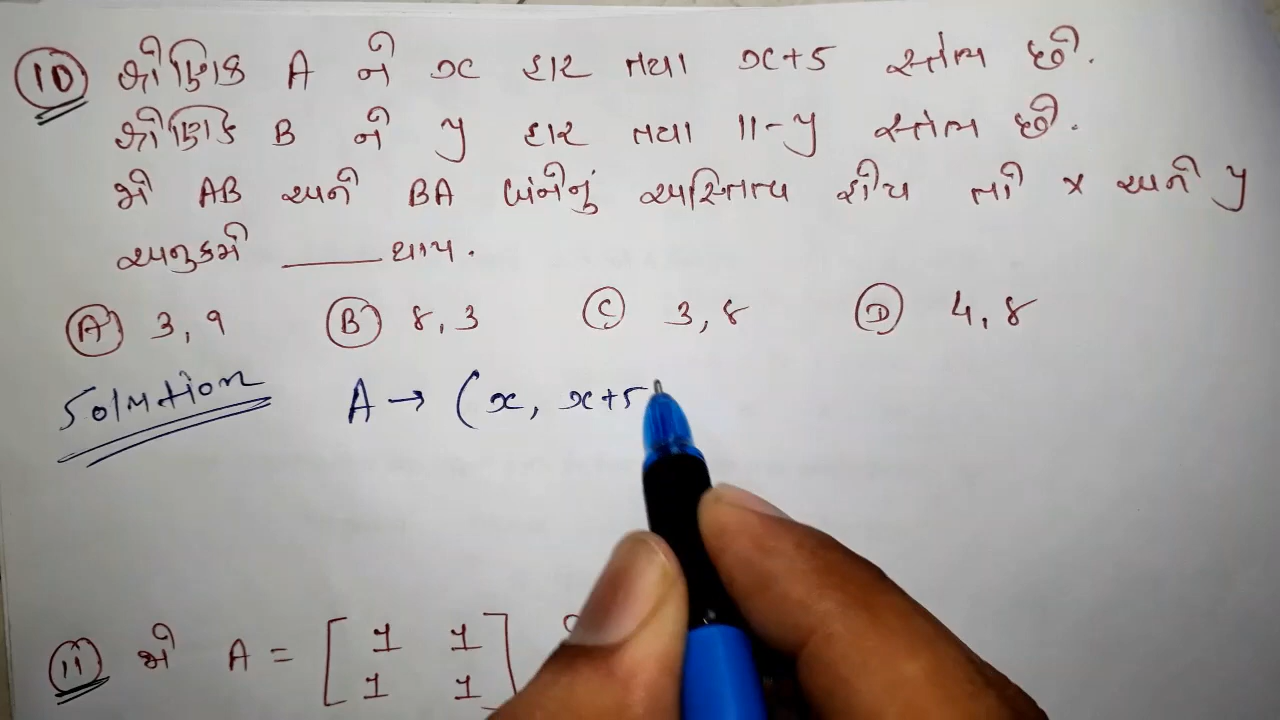 10 શ્રેણિક A ને x હાર તથા x+5 સ્તંભ છે.
શ્રેણિક B ને y હાર તથા 11-y સ્તંભ છે.
જો AB અને BA બંનેનું અસ્તિત્વ હોય તો x અને y
અનુક્રમે ____ થાય.
(A) 3, 9 (B) 8, 3 (C) 3, 8 (D) 4, 8
Solution A → (x, x+5
11 જો A = [ 1 1
1 1 ]